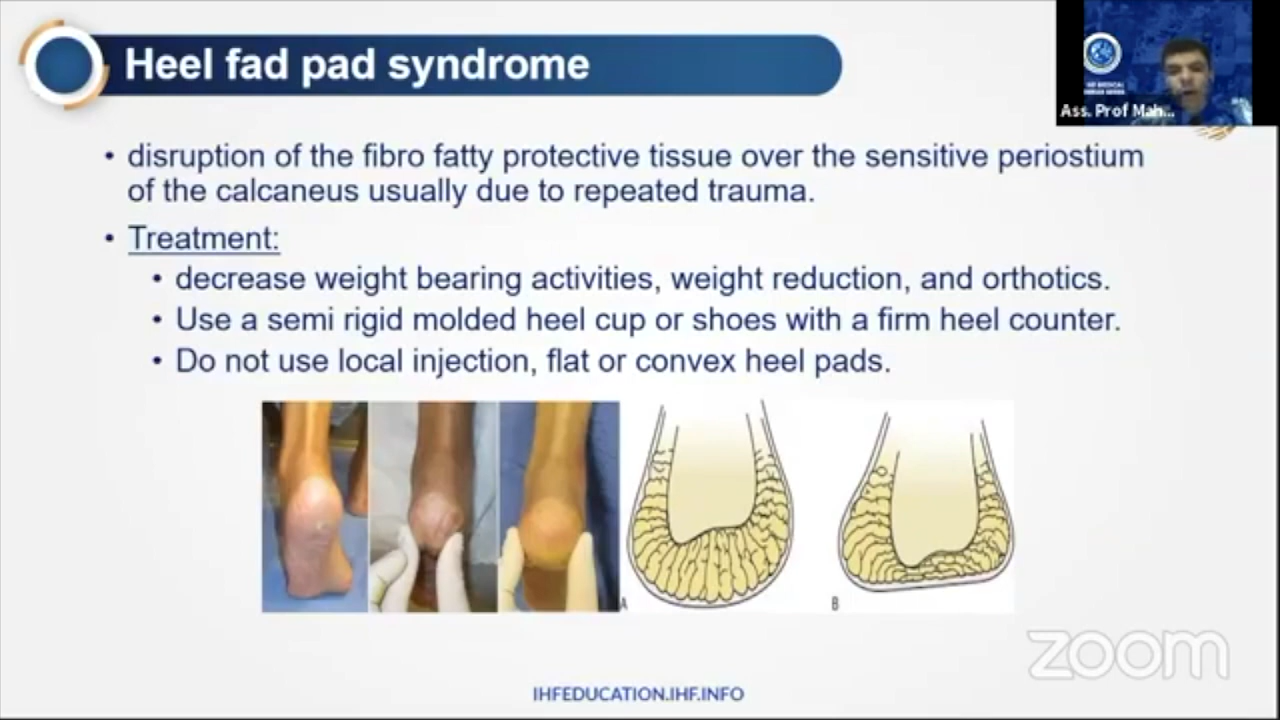 Heel fad pad syndrome
Ass. Prof Mah...
• disruption of the fibro fatty protective tissue over the sensitive periostium
of the calcaneus usually due to repeated trauma.
• Treatment:
• decrease weight bearing activities, weight reduction, and orthotics.
• Use a semi rigid molded heel cup or shoes with a firm heel counter.
• Do not use local injection, flat or convex heel pads.
A
B
zoom
IHFEDUCATION.IHF.INFO